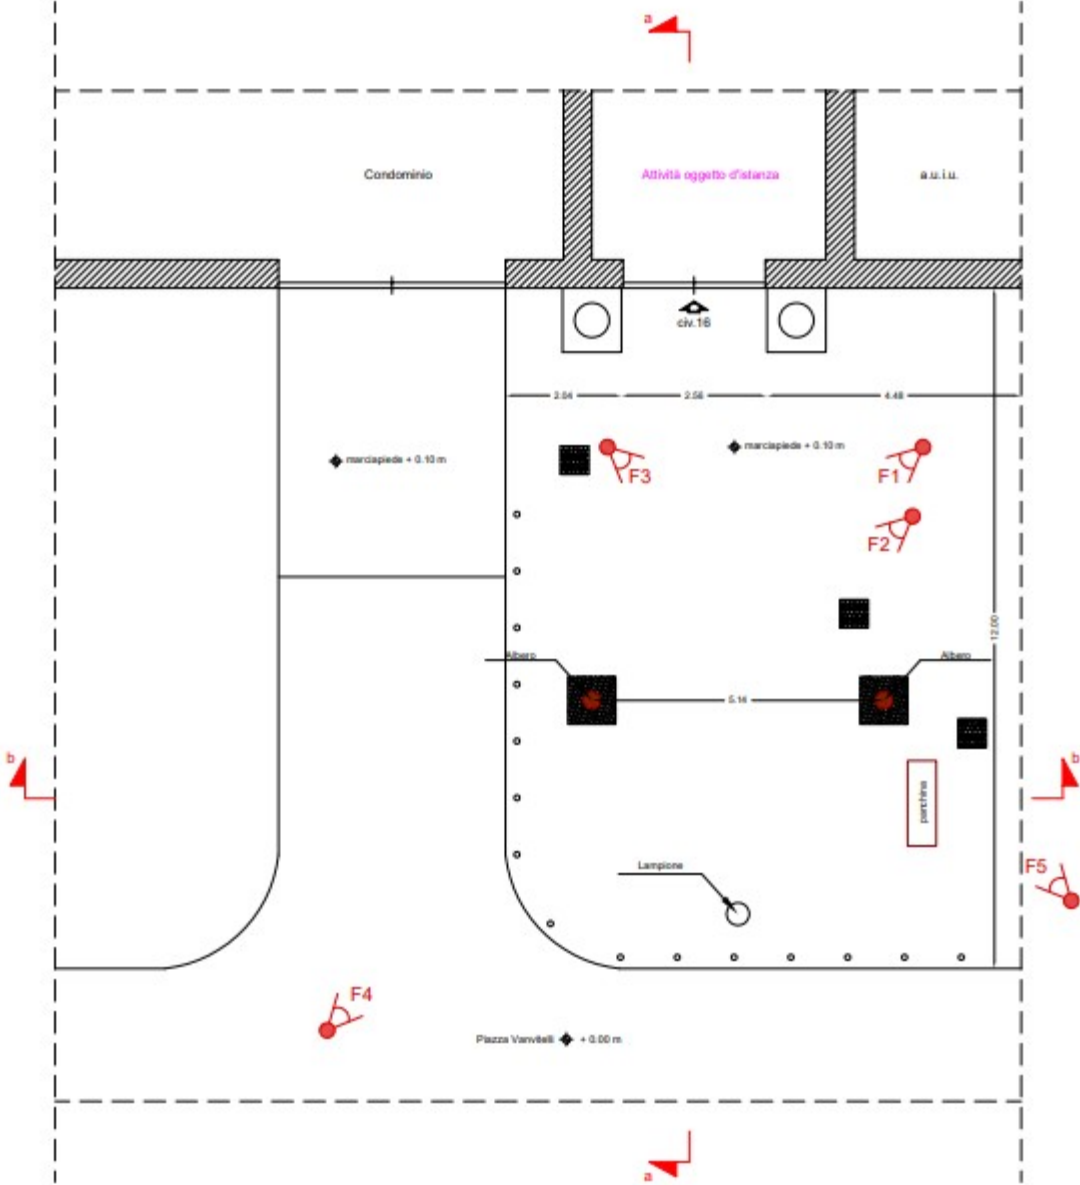 a
Condominio
Attività oggetto d'istanza
a.u.i.u.
civ.16
2.04
2.56
4.48
marciapiede + 0.10 m
marciapiede + 0.10 m
F3
F1
F2
12.00
Albero
Albero
5.14
b
b
panchina
Lampione
F5
F4
Piazza Vanvitelli + 0.00 m
a